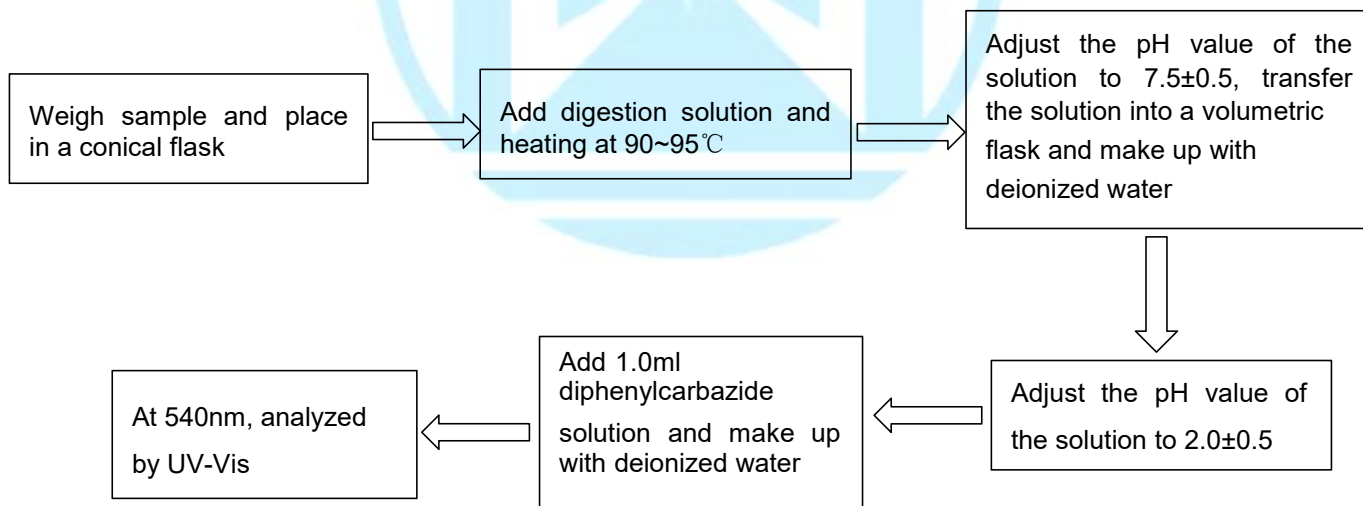 Weigh sample and place
in a conical flask
Add digestion solution and
heating at 90~95℃
Adjust the pH value of the
solution to 7.5±0.5, transfer
the solution into a volumetric
flask and make up with
deionized water
Adjust the pH value of
the solution to 2.0±0.5
Add 1.0ml
diphenylcarbazide
solution and make up
with deionized water
At 540nm, analyzed
by UV-Vis